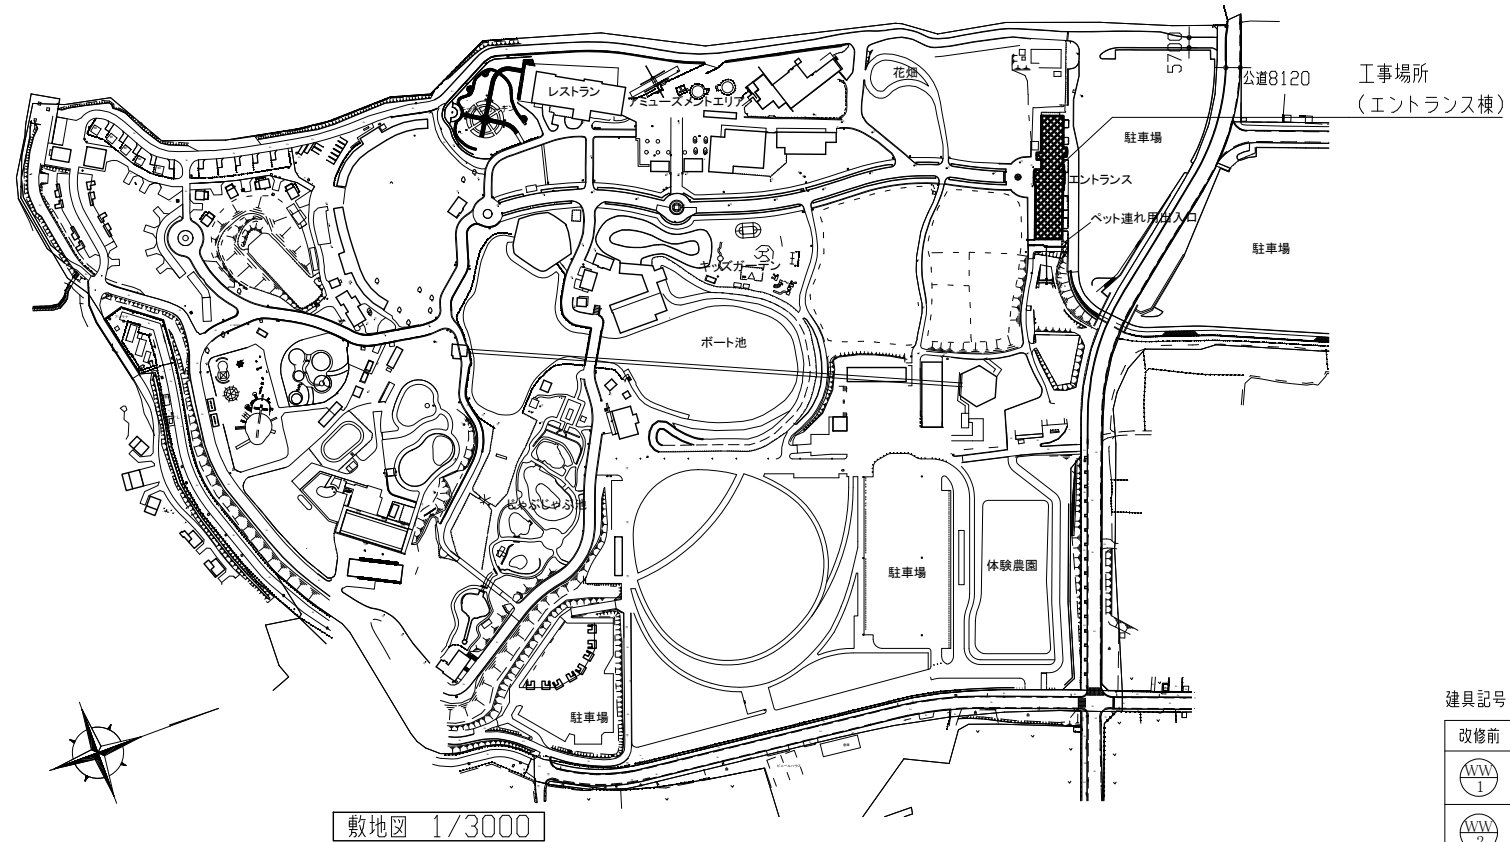 57000
公道8120
工事場所
（エントランス棟）
花畑
レストラン
アミューズメントエリア
駐車場
エントランス
ペット連れ用出入口
駐車場
キッズガーデン
ボート池
じゃぶじゃぶ池
駐車場
体験農園
駐車場
敷地図 1/3000
建具記号
改修前
WW
1
WW
2